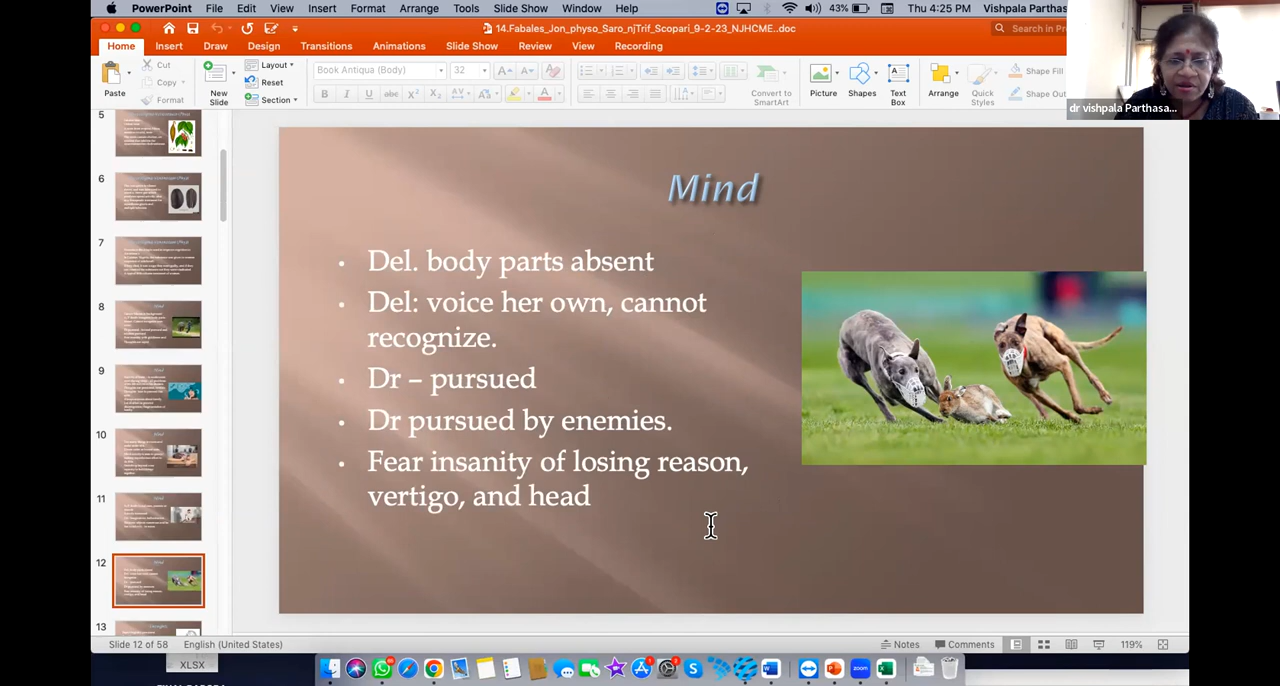 PowerPoint File Edit View Insert Format Arrange Tools Slide Show Window Help 43% Thu 4:25 PM Vishpala Parthas
14.Fabales_Jon_physo_Saro_njTrif_Scopari_9-2-23_NJHCME..doc
Search in Pr
Home Insert Draw Design Transitions Animations Slide Show Review View Recording
Paste
Cut
Copy
Format
New Slide
Layout
Reset
Section
Book Antiqua (Body) 32
Convert to SmartArt
Picture
Shapes
Text Box
Arrange
Quick Styles
Shape Fill
Shape Ou
dr vishpala Parthasa...
5
6
7
8
9
10
11
12
13
Mind
• Del. body parts absent
• Del: voice her own, cannot
recognize.
• Dr – pursued
• Dr pursued by enemies.
• Fear insanity of losing reason,
vertigo, and head
Slide 12 of 58 English (United States)
Notes Comments 119%
XLSX
zoom